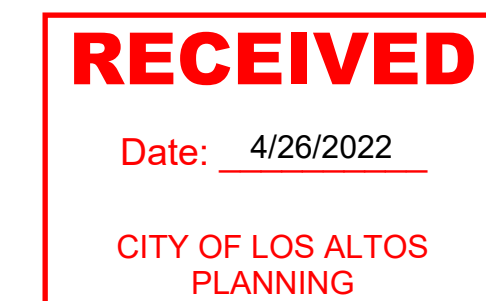 RECEIVED
Date: 4/26/2022
CITY OF LOS ALTOS
PLANNING